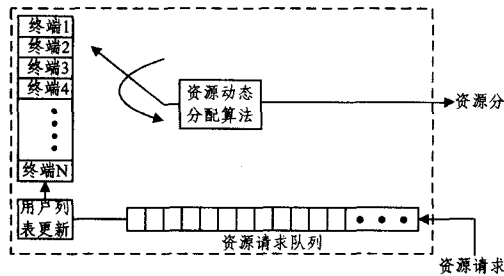 终端1
终端2
终端3
终端4
终端N
资源动态
分配算法
资源分
用户列
表更新
资源请求队列
资源请求